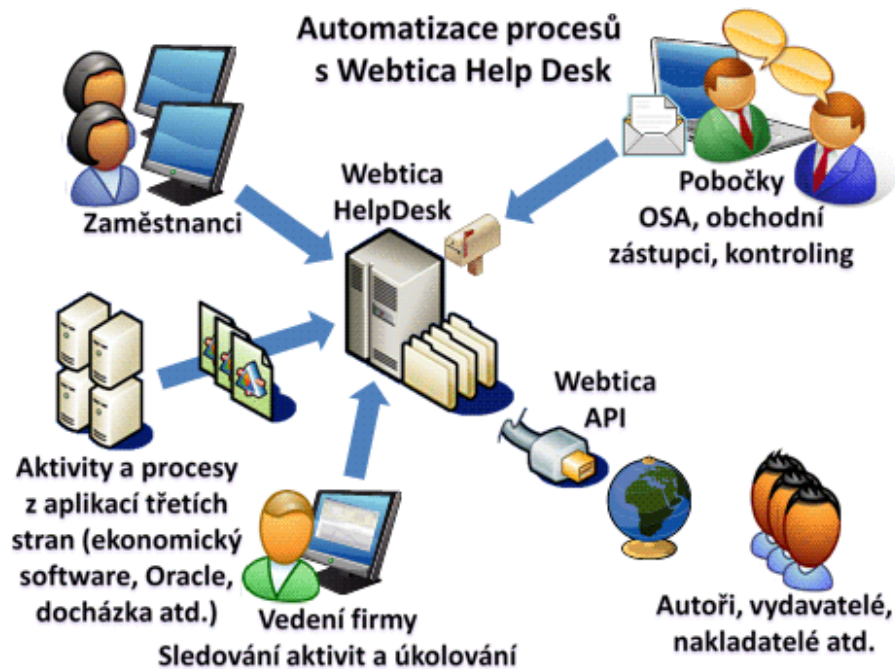 Automatizace procesů
s Webtica Help Desk
Zaměstnanci
Webtica
HelpDesk
Pobočky
OSA, obchodní
zástupci, kontroling
Aktivity a procesy
z aplikací třetích
stran (ekonomický
software, Oracle,
docházka atd.)
Webtica
API
Vedení firmy
Sledování aktivit a úkolování
Autoři, vydavatelé,
nakladatelé atd.